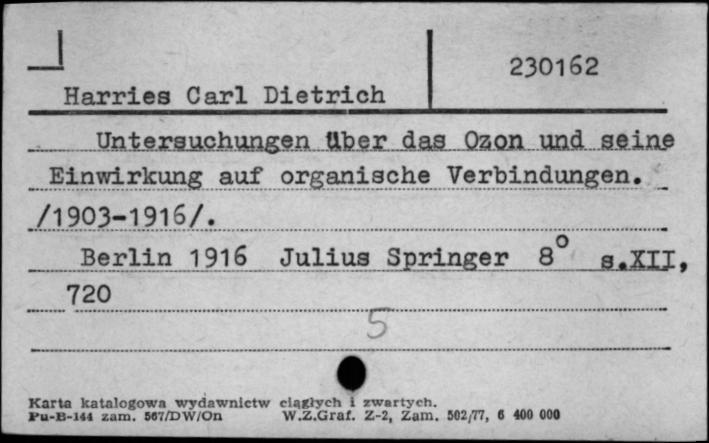 230162
Harries Carl Dietrich
Untersuchungen über das Ozon und seine
Einwirkung auf organische Verbindungen.
/1903-1916/.
Berlin 1916 Julius Springer 8° s.XII,
720
5
Karta katalogowa wydawnictw ciągłych i zwartych.
Pu-B-144 zam. 567/DW/On W.Z.Graf. Z-2, Zam. 502/77, 6 400 000